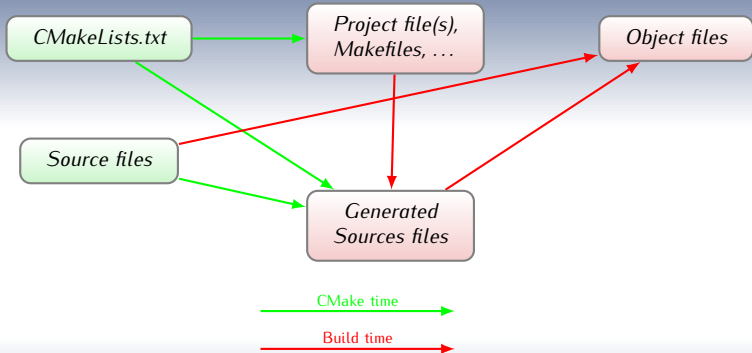 CMakeLists.txt
Project file(s),
Makefiles, ...
Object files
Source files
Generated
Sources files
CMake time
Build time